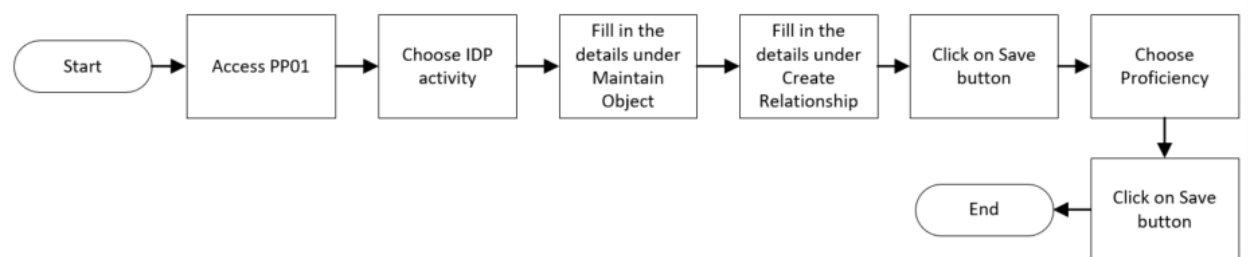 Start
Access PP01
Choose IDP
activity
Fill in the
details under
Maintain
Object
Fill in the
details under
Create
Relationship
Click on Save
button
Choose
Proficiency
Click on Save
button
End